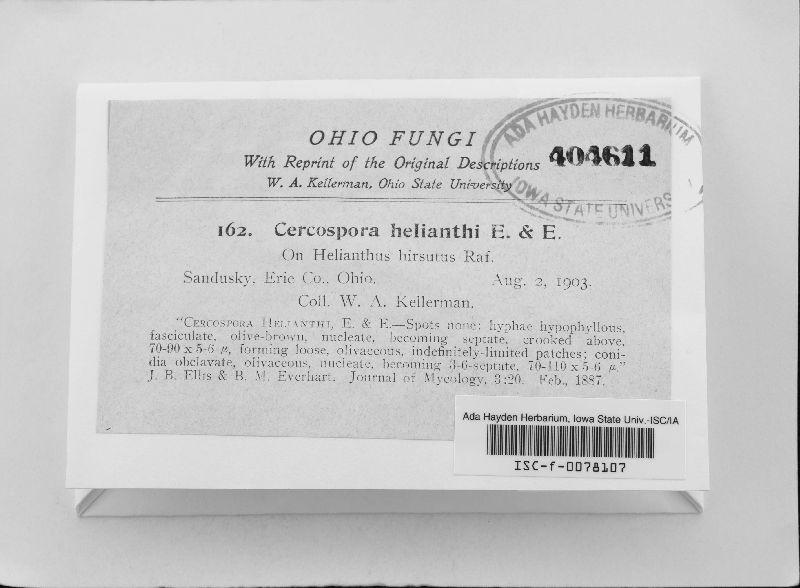 OHIO FUNGI
With Reprint of the Original Descriptions
W. A. Kellerman, Ohio State University
ADA HAYDEN HERBARIUM
404611
IOWA STATE UNIVERS
162. Cercospora helianthi E. & E.
On Helianthus hirsutus Raf.
Sandusky, Erie Co., Ohio. Aug. 2, 1903.
Coll. W. A. Kellerman.
"CERCOSPORA HELIANTHI, E. & E.—Spots none; hyphae hypophyllous,
fasciculate, olive-brown, nucleate, becoming septate, crooked above,
70-90 x 5-6 μ, forming loose, olivaceous, indefinitely-limited patches; coni-
dia obclavate, olivaceous, nucleate, becoming 3-6-septate, 70-110 x 5-6 μ."
J. B. Ellis & B. M. Everhart. Journal of Mycology, 3:20. Feb., 1887.
Ada Hayden Herbarium, Iowa State Univ.-ISC/IA
ISC-f-0078107